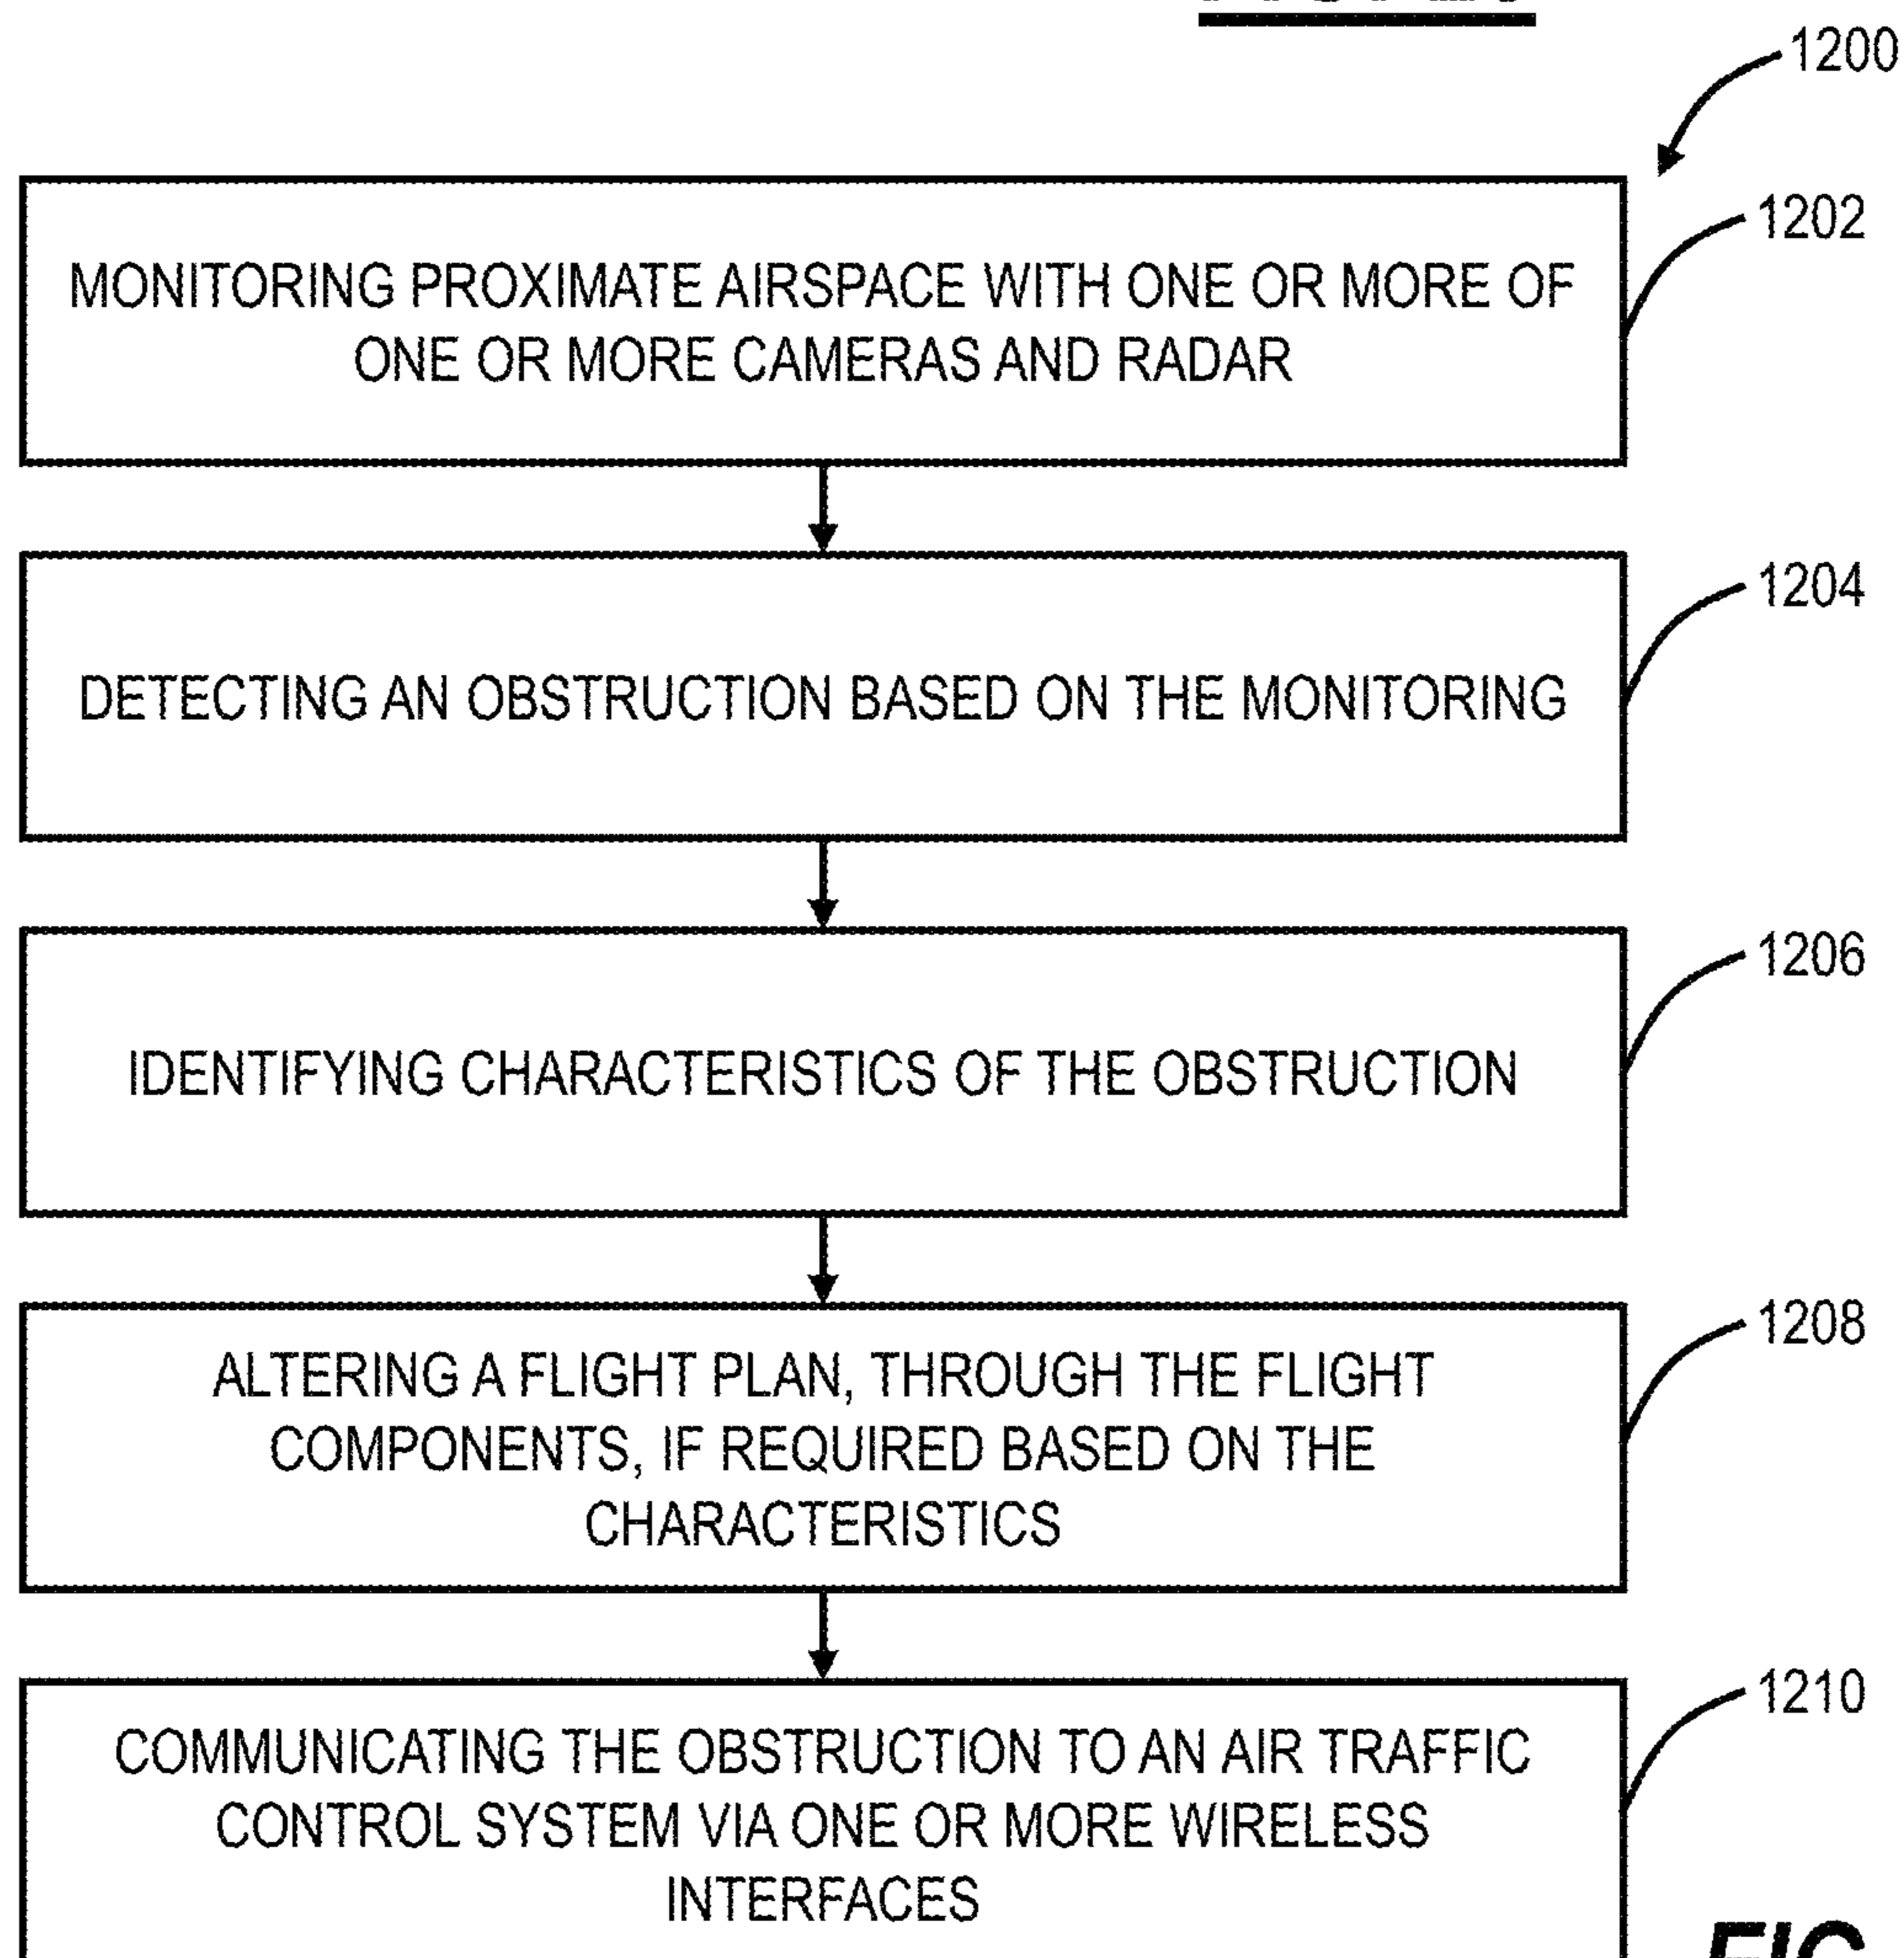 1200
1202
MONITORING PROXIMATE AIRSPACE WITH ONE OR MORE OF
ONE OR MORE CAMERAS AND RADAR
1204
DETECTING AN OBSTRUCTION BASED ON THE MONITORING
1206
IDENTIFYING CHARACTERISTICS OF THE OBSTRUCTION
1208
ALTERING A FLIGHT PLAN, THROUGH THE FLIGHT
COMPONENTS, IF REQUIRED BASED ON THE
CHARACTERISTICS
1210
COMMUNICATING THE OBSTRUCTION TO AN AIR TRAFFIC
CONTROL SYSTEM VIA ONE OR MORE WIRELESS
INTERFACES
FIG